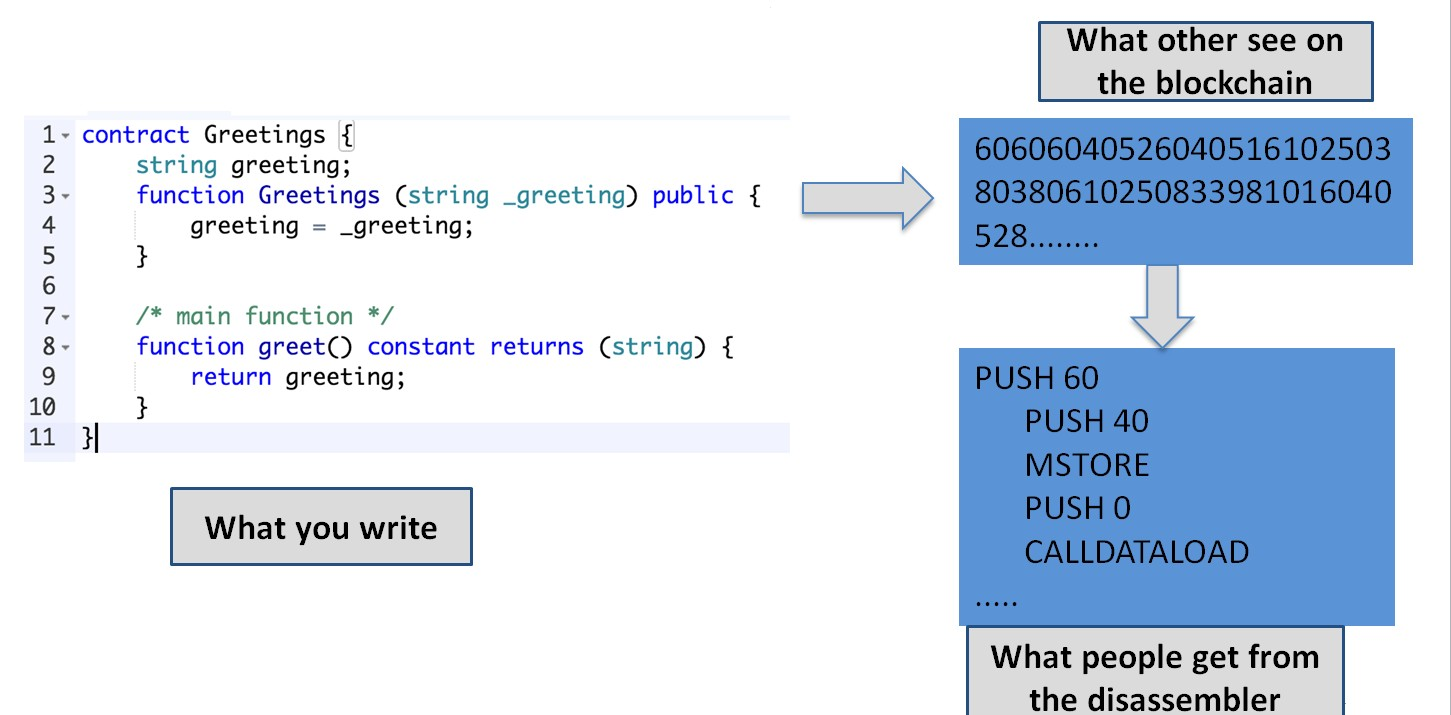 What other see on
the blockchain
1 contract Greetings {
2 string greeting;
3 function Greetings (string _greeting) public {
4 greeting = _greeting;
5 }
6
7 /* main function */
8 function greet() constant returns (string) {
9 return greeting;
10 }
11 }
What you write
60606040526040516102503
80380610250833981016040
528........
PUSH 60
PUSH 40
MSTORE
PUSH 0
CALLDATALOAD
.....
What people get from
the disassembler